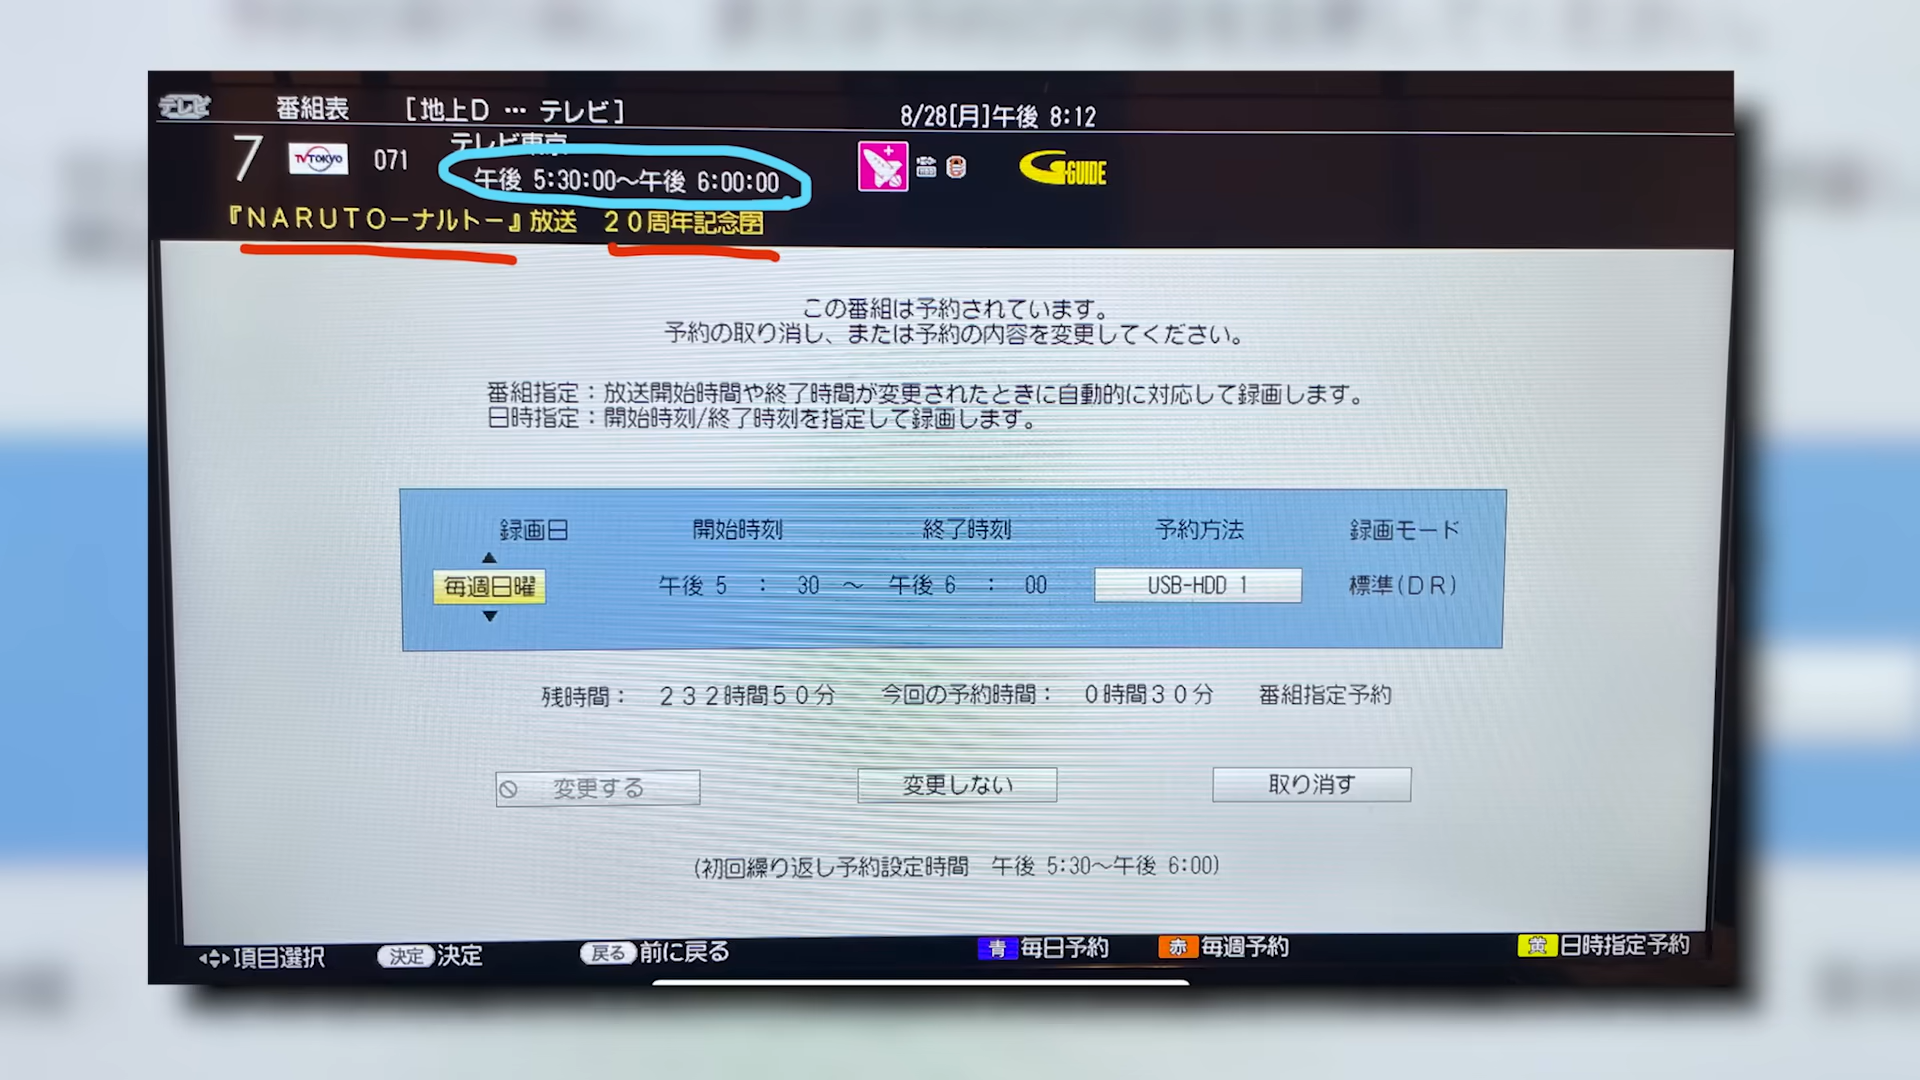 テレビ 番組表 [地上D … テレビ] 8/28[月]午後 8:12
7 TV TOKYO 071 テレビ東京
午後 5:30:00～午後 6:00:00 G-GUIDE
『NARUTOーナルトー』放送 20周年記念🈑
この番組は予約されています。
予約の取り消し、または予約の内容を変更してください。
番組指定：放送開始時間や終了時間が変更されたときに自動的に対応して録画します。
日時指定：開始時刻/終了時刻を指定して録画します。
録画日 開始時刻 終了時刻 予約方法 録画モード
毎週日曜 午後 5 : 30 ～ 午後 6 : 00 USB-HDD 1 標準(DR)
残時間： 232時間50分 今回の予約時間： 0時間30分 番組指定予約
変更する 変更しない 取り消す
(初回繰り返し予約設定時間 午後 5:30～午後 6:00)
項目選択 決定 決定 戻る 前に戻る 青 毎日予約 赤 毎週予約 黄 日時指定予約